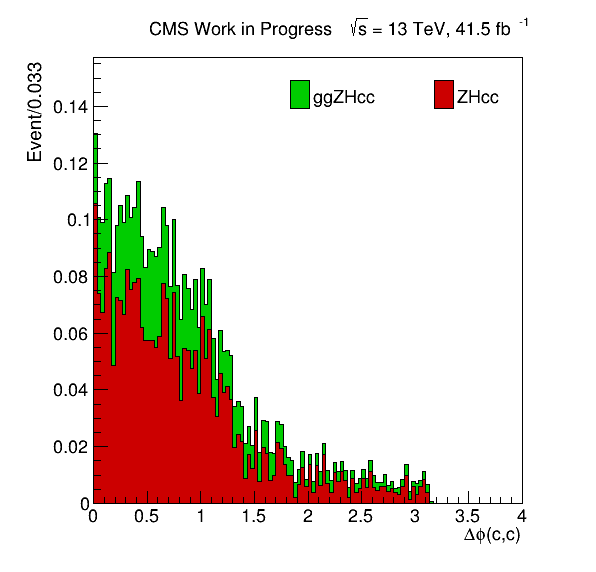 CMS Work in Progress √s = 13 TeV, 41.5 fb⁻¹
Event/0.033
ggZHcc ZHcc
0.14
0.12
0.1
0.08
0.06
0.04
0.02
0
0 0.5 1 1.5 2 2.5 3 3.5 4
Δϕ(c,c)